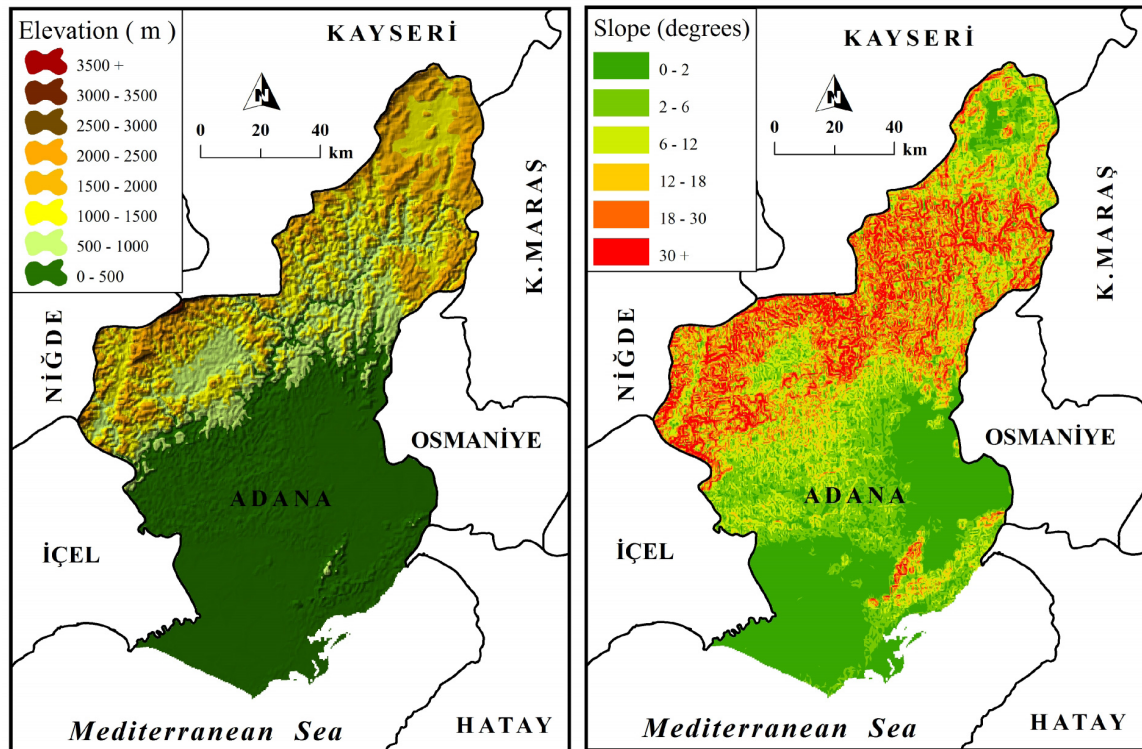 Elevation ( m )
3500 +
3000 - 3500
2500 - 3000
2000 - 2500
1500 - 2000
1000 - 1500
500 - 1000
0 - 500
KAYSERİ
N
0 20 40
km
K.MARAŞ
NİĞDE
OSMANİYE
ADANA
İÇEL
HATAY
Mediterranean Sea
Slope (degrees)
0 - 2
2 - 6
6 - 12
12 - 18
18 - 30
30 +
KAYSERİ
N
0 20 40
km
K.MARAŞ
NİĞDE
OSMANİYE
ADANA
İÇEL
HATAY
Mediterranean Sea